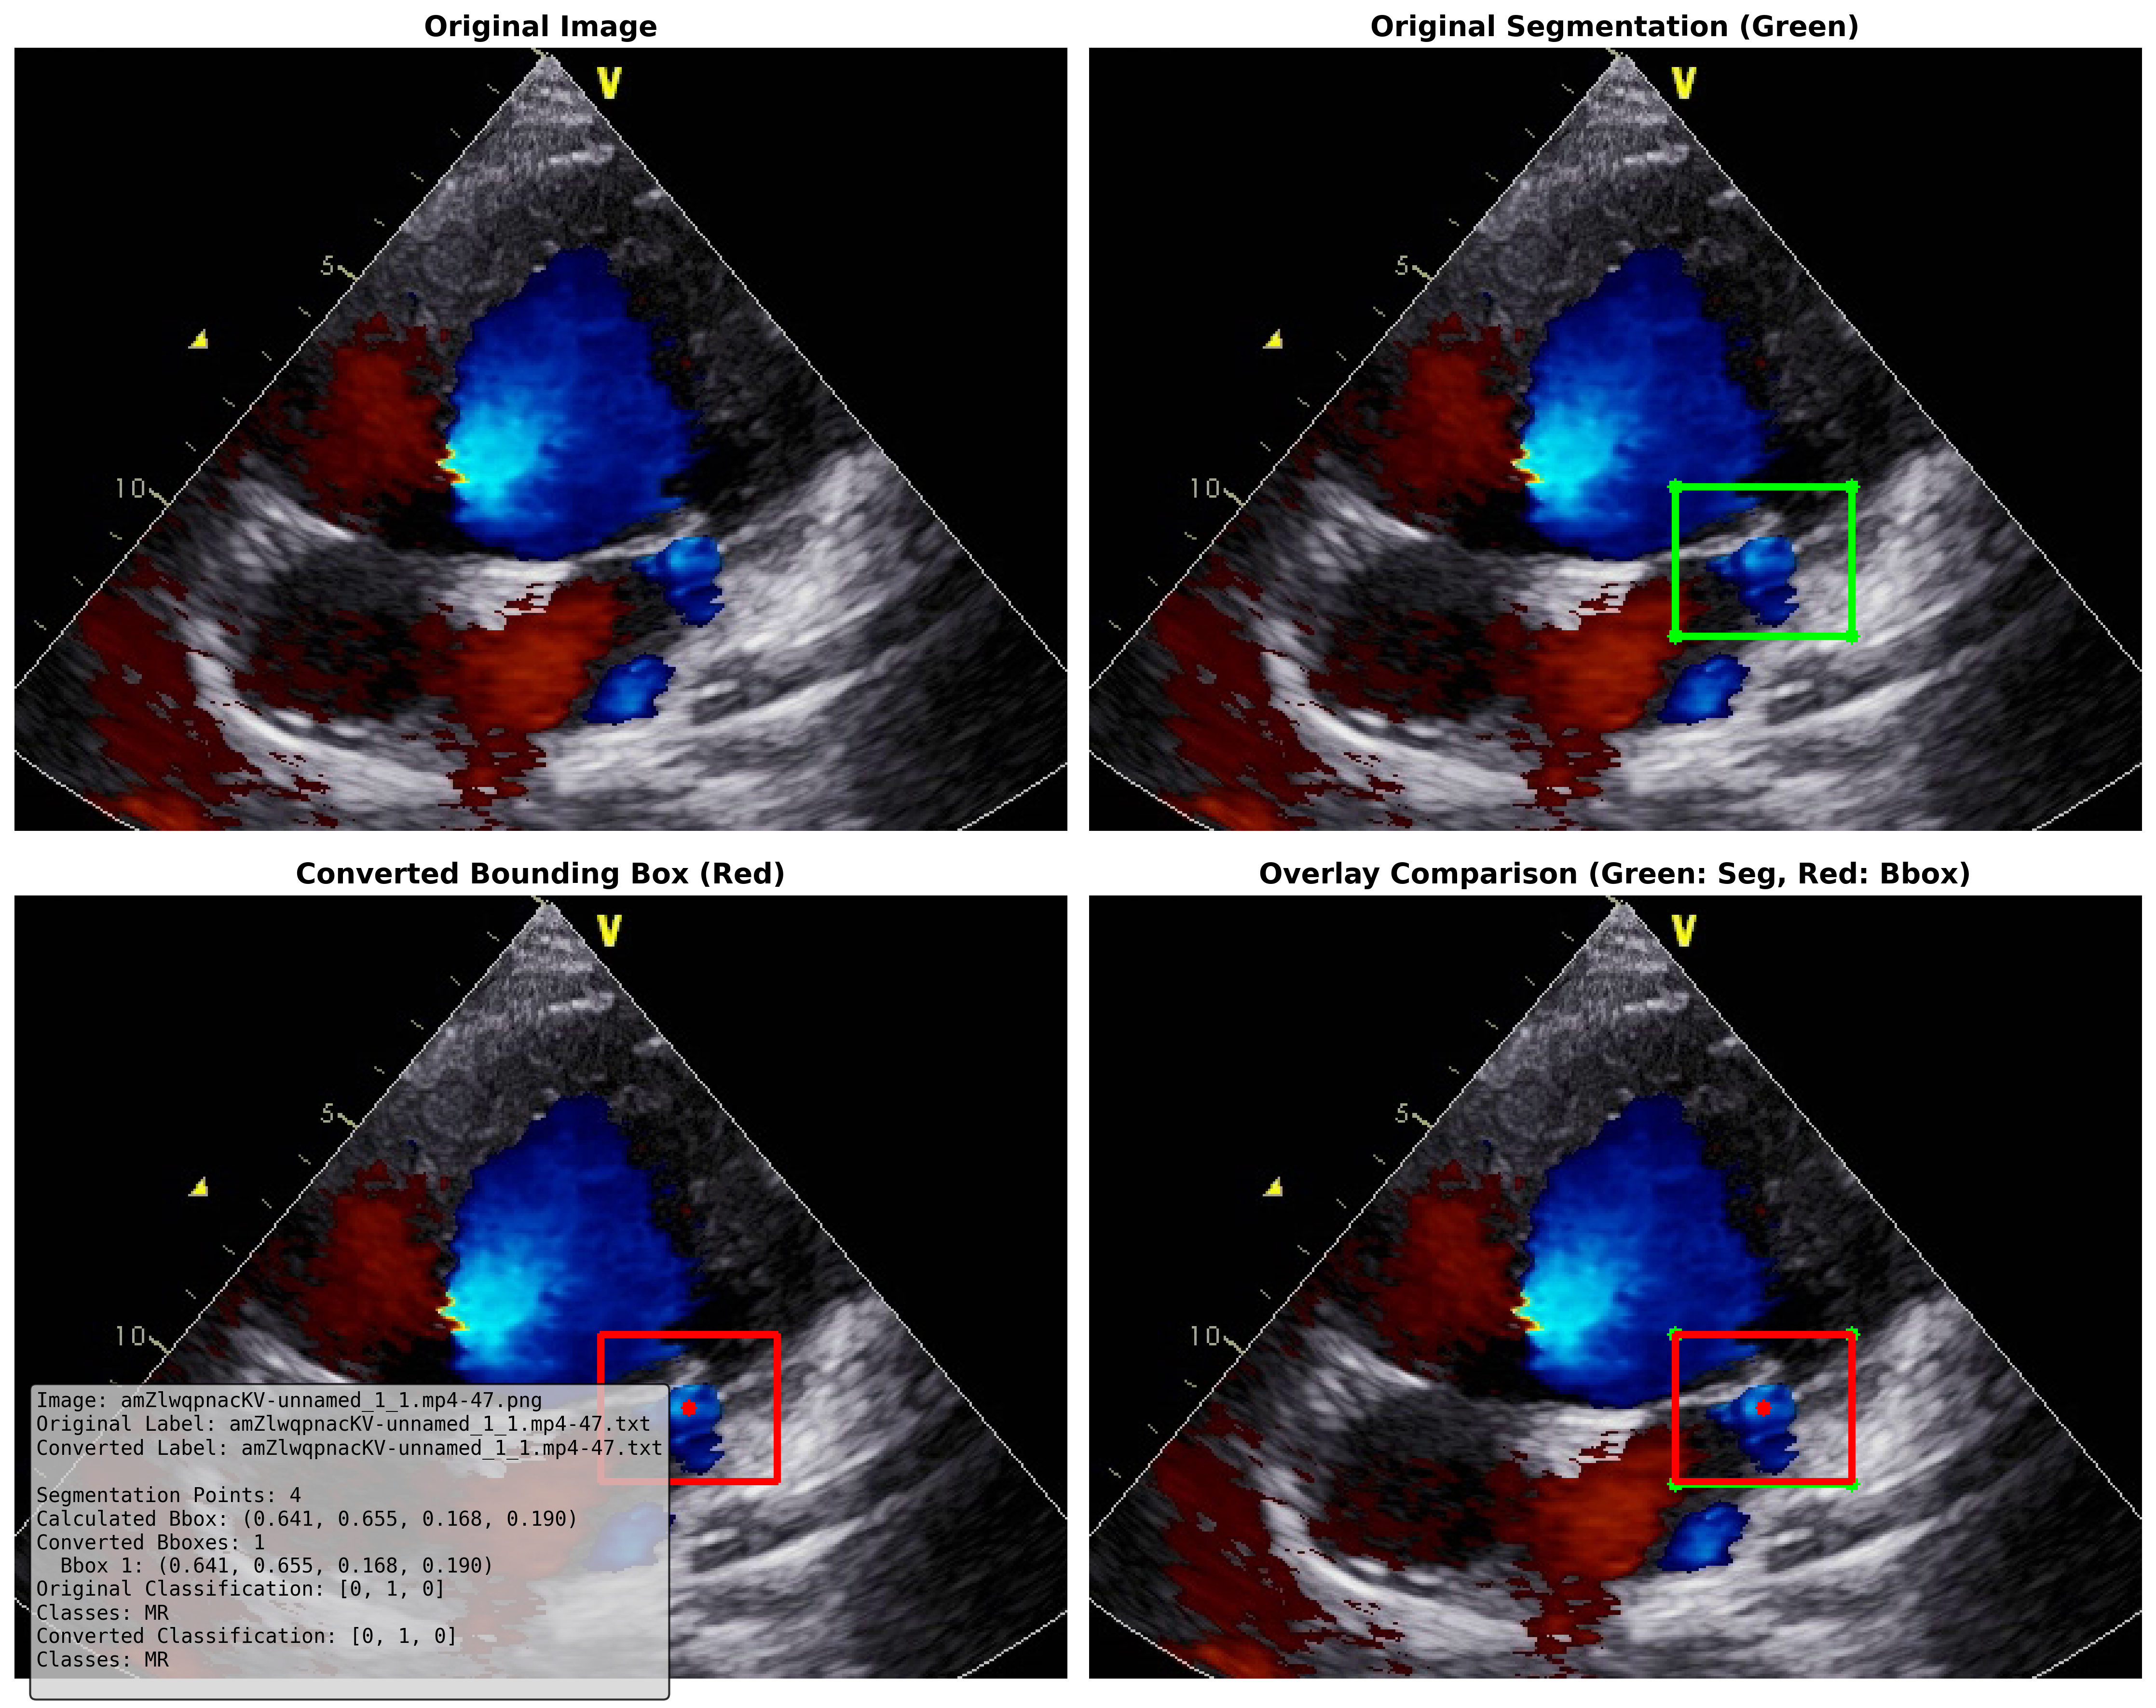 Original Image
Original Segmentation (Green)
V
5
10
V
5
10
Converted Bounding Box (Red)
Overlay Comparison (Green: Seg, Red: Bbox)
V
5
10
V
5
10
Image: amZlwqpnacKV-unnamed_1_1.mp4-47.png
Original Label: amZlwqpnacKV-unnamed_1_1.mp4-47.txt
Converted Label: amZlwqpnacKV-unnamed_1_1.mp4-47.txt
Segmentation Points: 4
Calculated Bbox: (0.641, 0.655, 0.168, 0.190)
Converted Bboxes: 1
Bbox 1: (0.641, 0.655, 0.168, 0.190)
Original Classification: [0, 1, 0]
Classes: MR
Converted Classification: [0, 1, 0]
Classes: MR